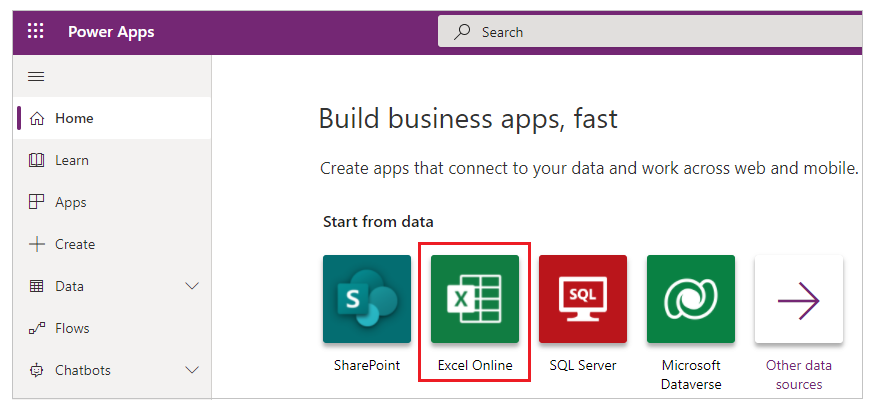 Power Apps
Search
Home
Learn
Apps
Create
Data
Flows
Chatbots
Build business apps, fast
Create apps that connect to your data and work across web and mobile.
Start from data
S
X
SQL
SharePoint
Excel Online
SQL Server
Microsoft
Dataverse
Other data
sources